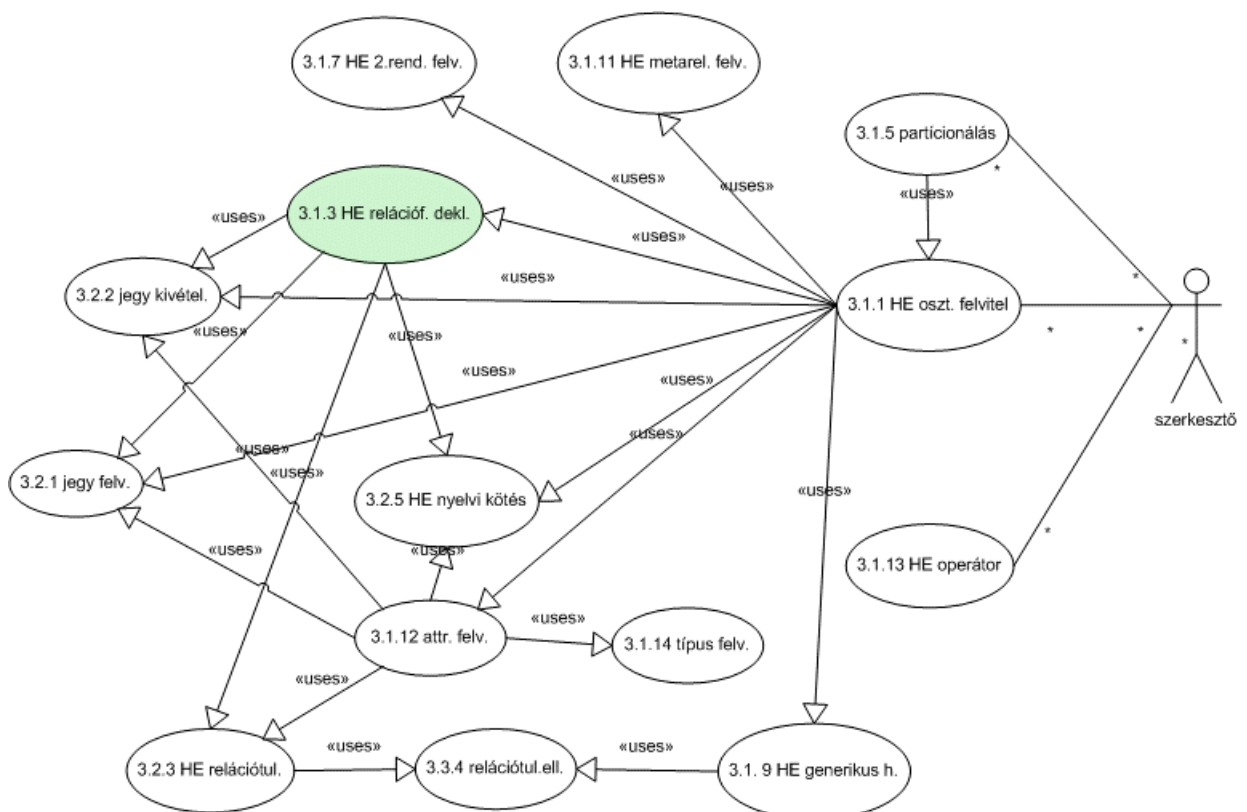 3.1.7 HE 2.rend. felv.
3.1.11 HE metarel. felv.
3.1.5 partícionálás
«uses»
«uses»
*
«uses»
3.1.3 HE relációf. dekl.
«uses»
«uses»
«uses»
*
3.2.2 jegy kivétel.
3.1.1 HE oszt. felvitel
«uses»
«uses»
*
*
*
«uses»
«uses»
szerkesztő
«uses»
«uses»
«uses»
3.2.1 jegy felv.
3.2.5 HE nyelvi kötés
«uses»
*
«uses»
«uses»
3.1.13 HE operátor
«uses»
3.1.12 attr. felv.
3.1.14 típus felv.
«uses»
«uses»
«uses»
3.2.3 HE relációtul.
3.3.4 relációtul.ell.
3.1. 9 HE generikus h.